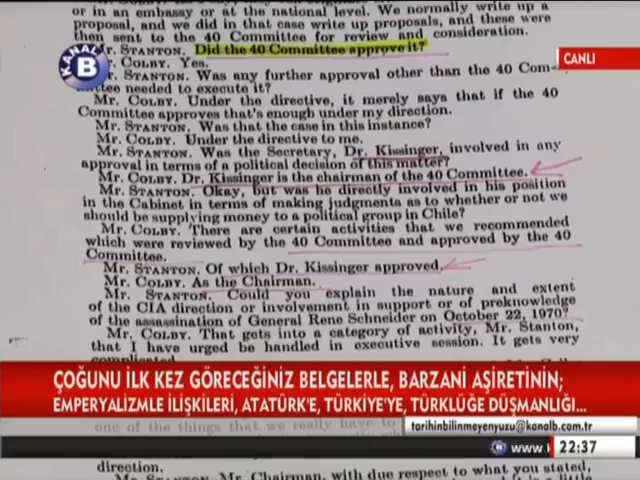 or in an embassy or at the national level. We normally write up a
proposal, and we did in that case write up proposals, and these were
then sent to the 40 Committee for review and consideration.
Mr. STANTON. Did the 40 Committee approve it?
COLBY. Yes.
STANTON. Was any further approval other than the 40 Com-
mittee needed to execute it?
Mr. COLBY. Under the directive, it merely says that if the 40
Committee approves that's enough under my direction.
Mr. STANTON. Was that the case in this instance?
Mr. COLBY. Under the directive to me.
Mr. STANTON. Was the Secretary, Dr. Kissinger, involved in any
approval in terms of a political decision of this matter?
Mr. COLBY. Dr. Kissinger is the chairman of the 40 Committee.
Mr. STANTON. Okay, but was he directly involved in his position
in the Cabinet in terms of making judgments as to whether or not we
should be supplying money to a political group in Chile?
Mr. COLBY. There are certain activities that we recommended
which were reviewed by the 40 Committee and approved by the 40
Committee.
Mr. STANTON. Of which Dr. Kissinger approved.
Mr. COLBY. As the Chairman.
Mr. STANTON. Could you explain the nature and extent
of the CIA direction or involvement in support or of preknowledge
of the assassination of General Rene Schneider on October 22, 1970?
Mr. COLBY. That gets into a category of activity, Mr. Stanton,
that I have urged be handled in executive session. It gets very
complicated
KANAL B
CANLI
ÇOĞUNU İLK KEZ GÖRECEĞİNİZ BELGELERLE, BARZANİ AŞİRETİNİN;
EMPERYALİZMLE İLİŞKİLERİ, ATATÜRK'E, TÜRKİYE'YE, TÜRKLÜĞE DÜŞMANLIĞI...
one of the things that we really have to
tarihinbilinmeyenyuzu@kanalb.com.tr
B www.k
22:37
direction.
Mr. STANTON. Mr. Chairman, with due respect to what you stated,